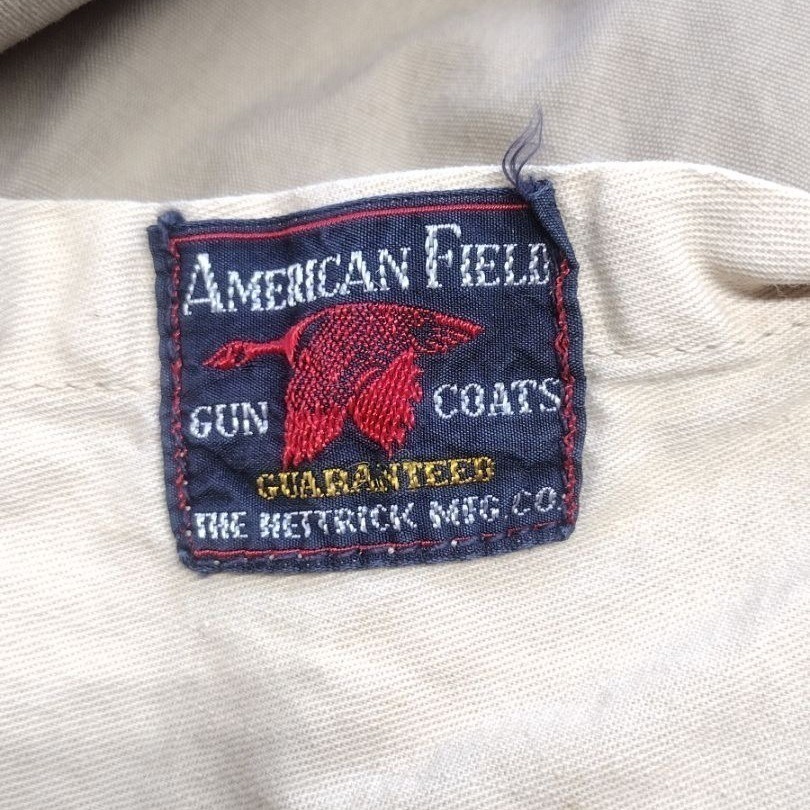 AMERICAN FIELD
GUN COATS
GUARANTEED
THE HETTRICK MFG. CO.